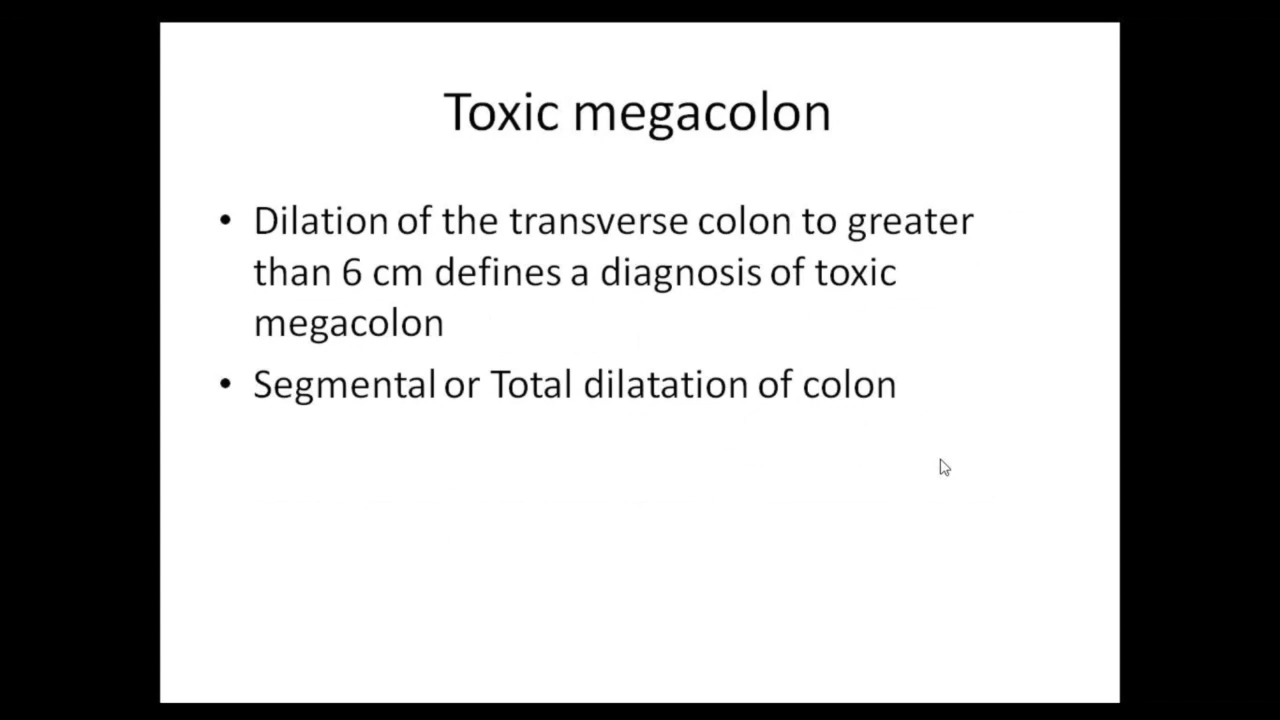 Toxic megacolon
• Dilation of the transverse colon to greater
than 6 cm defines a diagnosis of toxic
megacolon
• Segmental or Total dilatation of colon